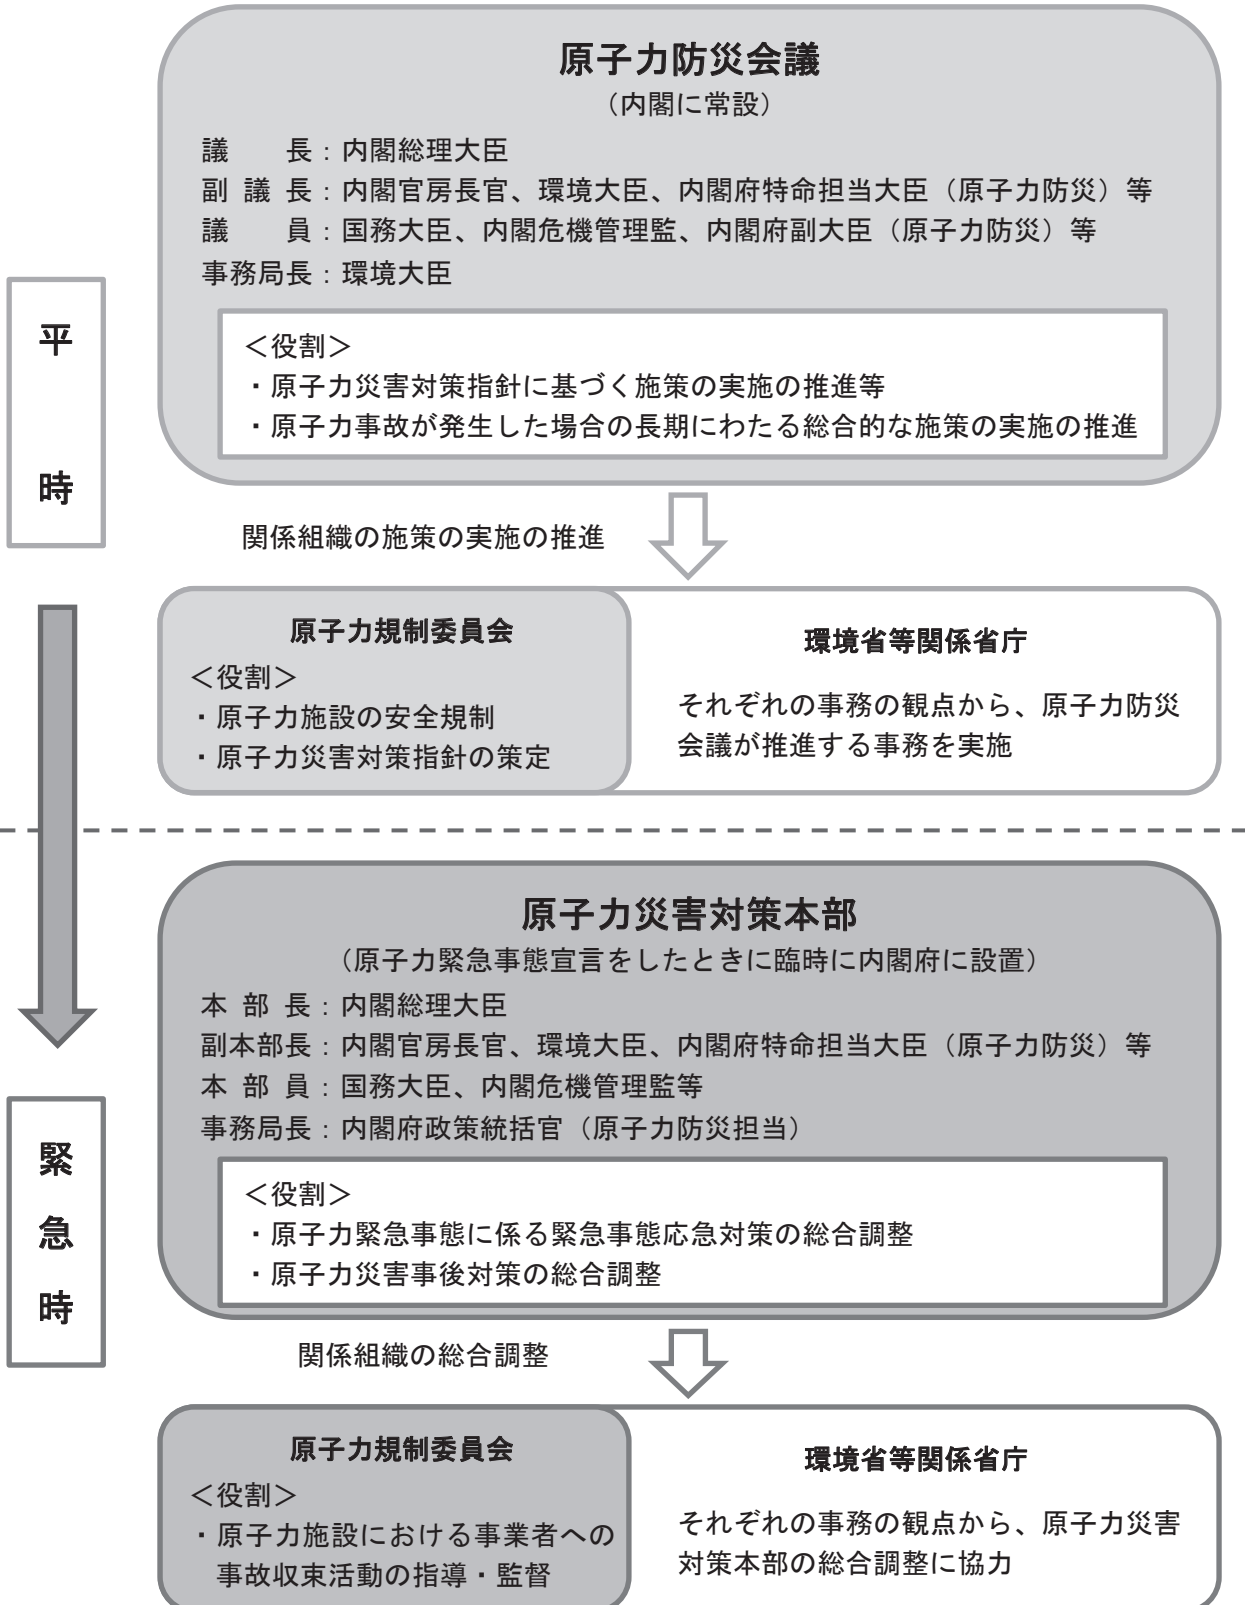 原子力防災会議
（内閣に常設）
議長：内閣総理大臣
副議長：内閣官房長官、環境大臣、内閣府特命担当大臣（原子力防災）等
議員：国務大臣、内閣危機管理監、内閣府副大臣（原子力防災）等
事務局長：環境大臣
＜役割＞
・原子力災害対策指針に基づく施策の実施の推進等
・原子力事故が発生した場合の長期にわたる総合的な施策の実施の推進
平時
関係組織の施策の実施の推進
原子力規制委員会
＜役割＞
・原子力施設の安全規制
・原子力災害対策指針の策定
環境省等関係省庁
それぞれの事務の観点から、原子力防災
会議が推進する事務を実施
原子力災害対策本部
（原子力緊急事態宣言をしたときに臨時に内閣府に設置）
本部長：内閣総理大臣
副本部長：内閣官房長官、環境大臣、内閣府特命担当大臣（原子力防災）等
本部員：国務大臣、内閣危機管理監等
事務局長：内閣府政策統括官（原子力防災担当）
＜役割＞
・原子力緊急事態に係る緊急事態応急対策の総合調整
・原子力災害事後対策の総合調整
緊急時
関係組織の総合調整
原子力規制委員会
＜役割＞
・原子力施設における事業者への
事故収束活動の指導・監督
環境省等関係省庁
それぞれの事務の観点から、原子力災害
対策本部の総合調整に協力